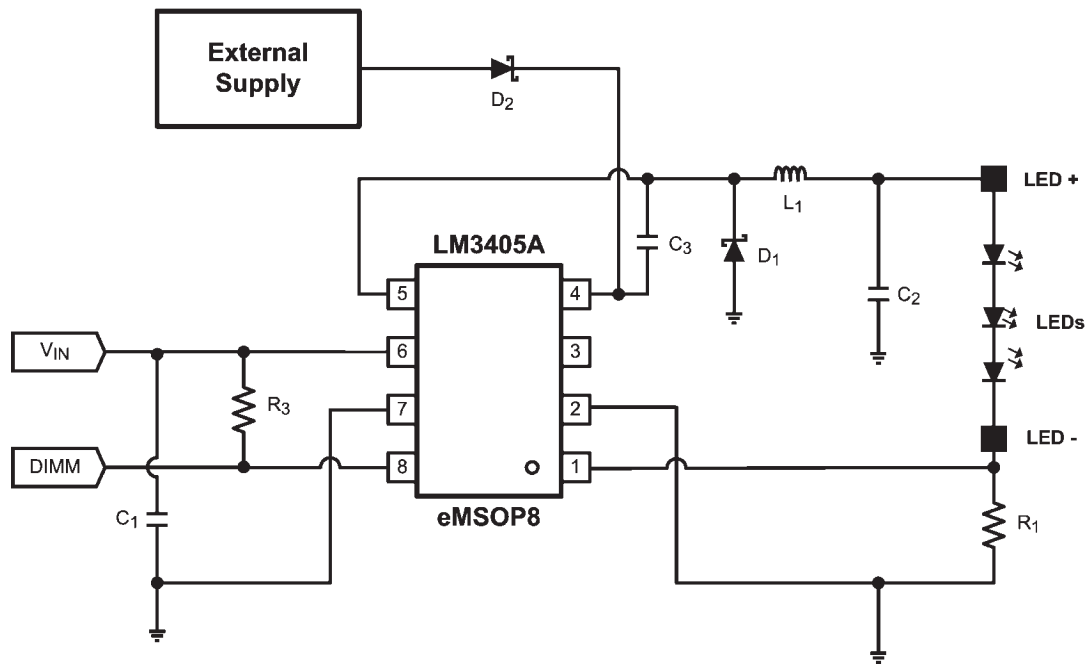 External
Supply
D2
LED +
L1
LM3405A
C3
D1
5
4
C2
LEDs
VIN
6
3
R3
7
2
LED -
DIMM
8
1
C1
eMSOP8
R1